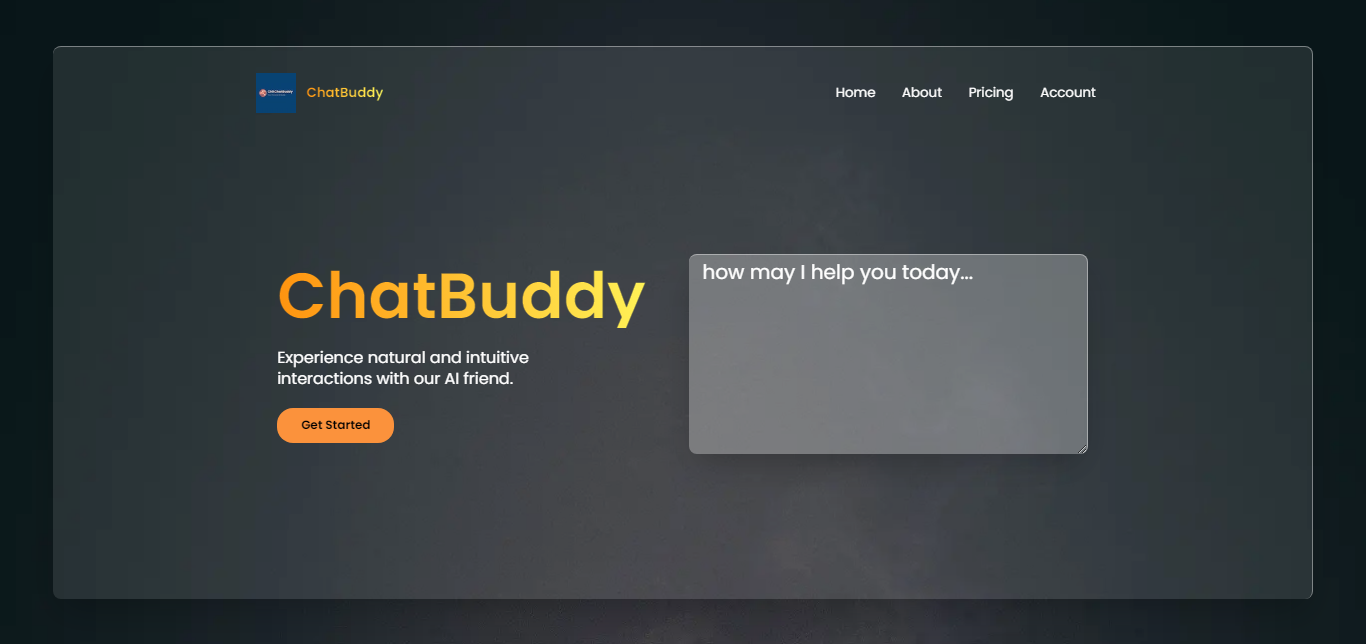 ChatBuddy
Home About Pricing Account
ChatBuddy
Experience natural and intuitive
interactions with our AI friend.
Get Started
how may I help you today...